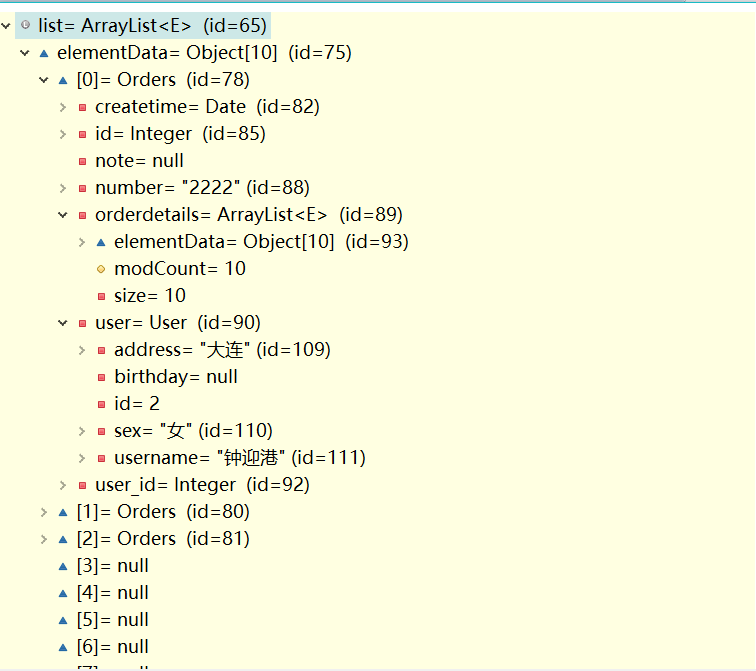 list= ArrayList<E> (id=65)
elementData= Object[10] (id=75)
[0]= Orders (id=78)
createtime= Date (id=82)
id= Integer (id=85)
note= null
number= "2222" (id=88)
orderdetails= ArrayList<E> (id=89)
elementData= Object[10] (id=93)
modCount= 10
size= 10
user= User (id=90)
address= "大连" (id=109)
birthday= null
id= 2
sex= "女" (id=110)
username= "钟迎港" (id=111)
user_id= Integer (id=92)
[1]= Orders (id=80)
[2]= Orders (id=81)
[3]= null
[4]= null
[5]= null
[6]= null